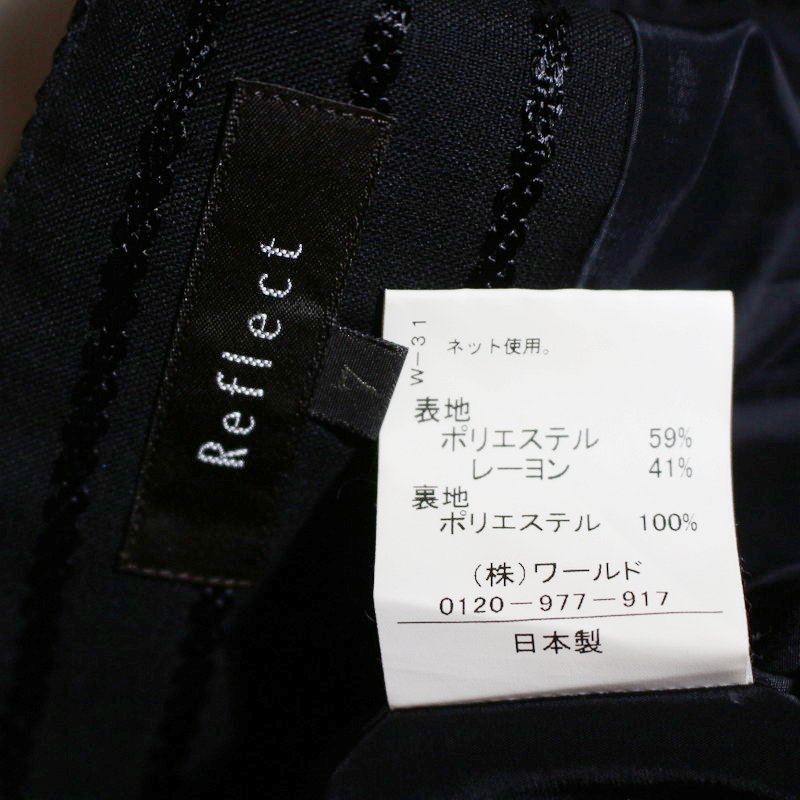 Reflect
7
W-31
ネット使用。
表地
ポリエステル 59%
レーヨン 41%
裏地
ポリエステル 100%
(株)ワールド
0120-977-917
日本製